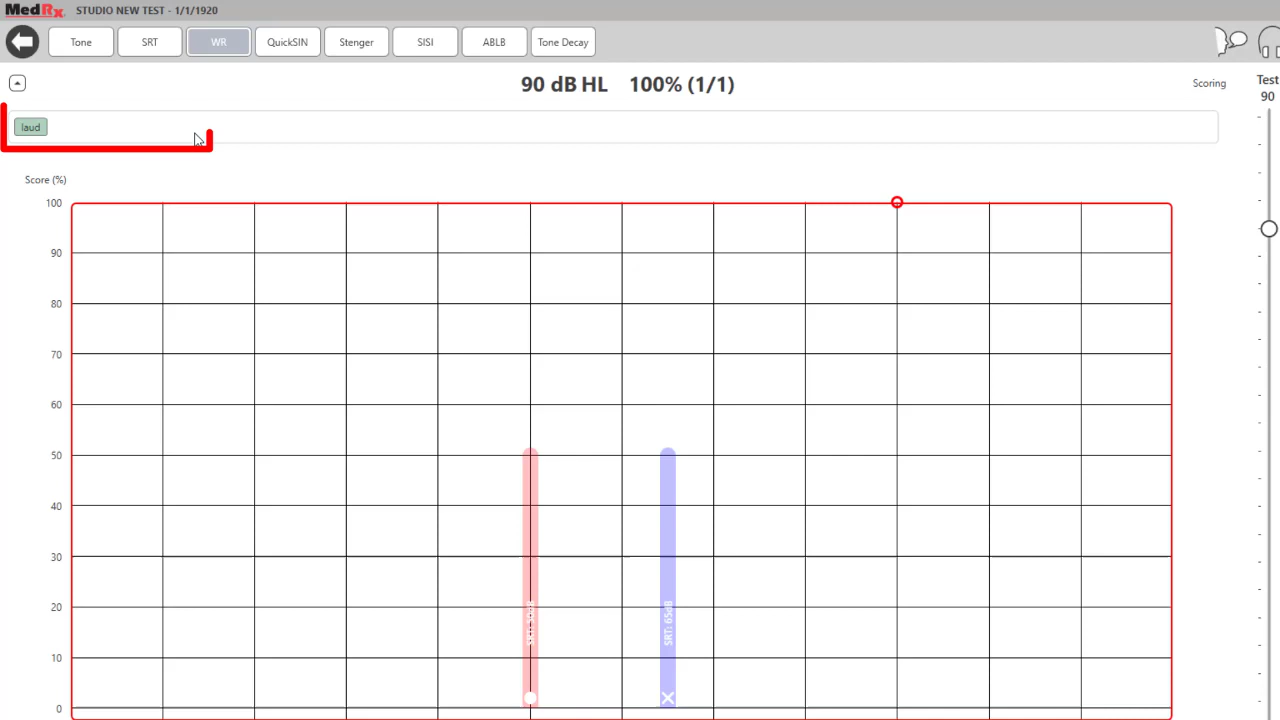 MedRx STUDIO NEW TEST - 1/1/1920
Tone SRT WR QuickSIN Stenger SISI ABLB Tone Decay
90 dB HL 100% (1/1)
Scoring
Test
90
laud
Score (%)
100
90
80
70
60
50
40
30
20
10
0
SRT:
SRT: 65dB